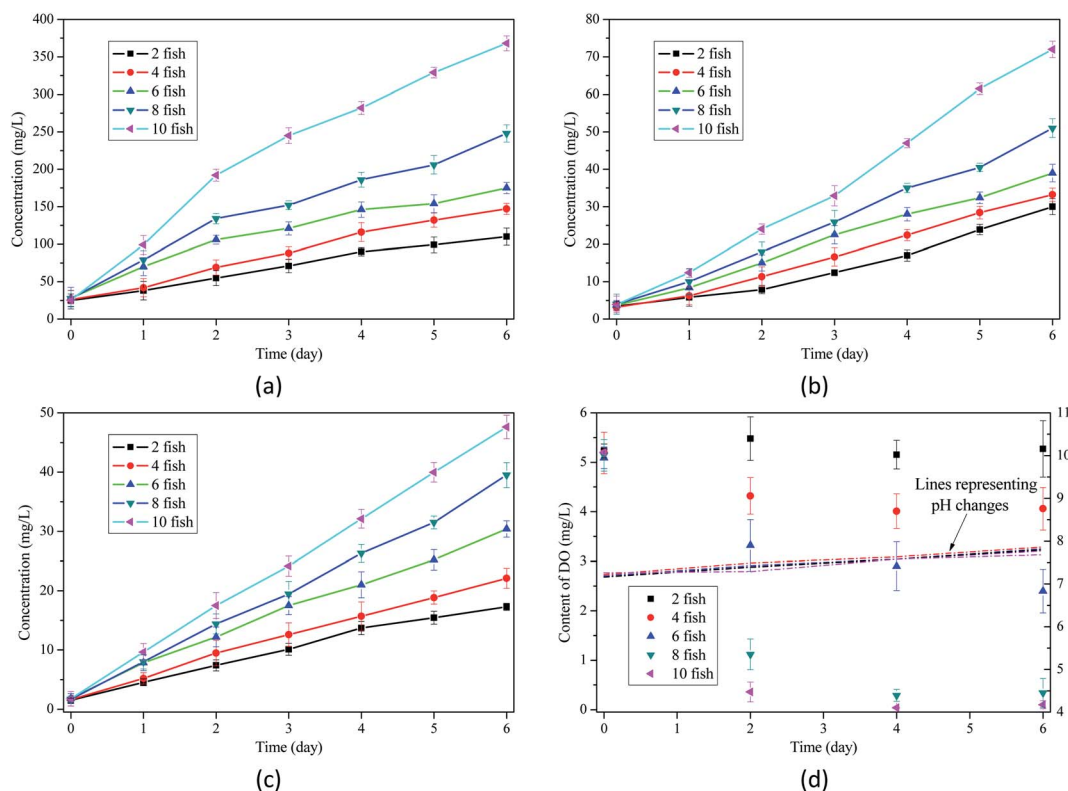 400
350
300
250
200
150
100
50
0
Concentration (mg/L)
2 fish
4 fish
6 fish
8 fish
10 fish
0 1 2 3 4 5 6
Time (day)
(a)
80
70
60
50
40
30
20
10
0
Concentration (mg/L)
2 fish
4 fish
6 fish
8 fish
10 fish
0 1 2 3 4 5 6
Time (day)
(b)
50
40
30
20
10
0
Concentration (mg/L)
2 fish
4 fish
6 fish
8 fish
10 fish
0 1 2 3 4 5 6
Time (day)
(c)
6
5
4
3
2
1
0
Content of DO (mg/L)
Lines representing
pH changes
2 fish
4 fish
6 fish
8 fish
10 fish
11
10
9
8
7
6
5
4
0 2 4 6
Time (day)
(d)